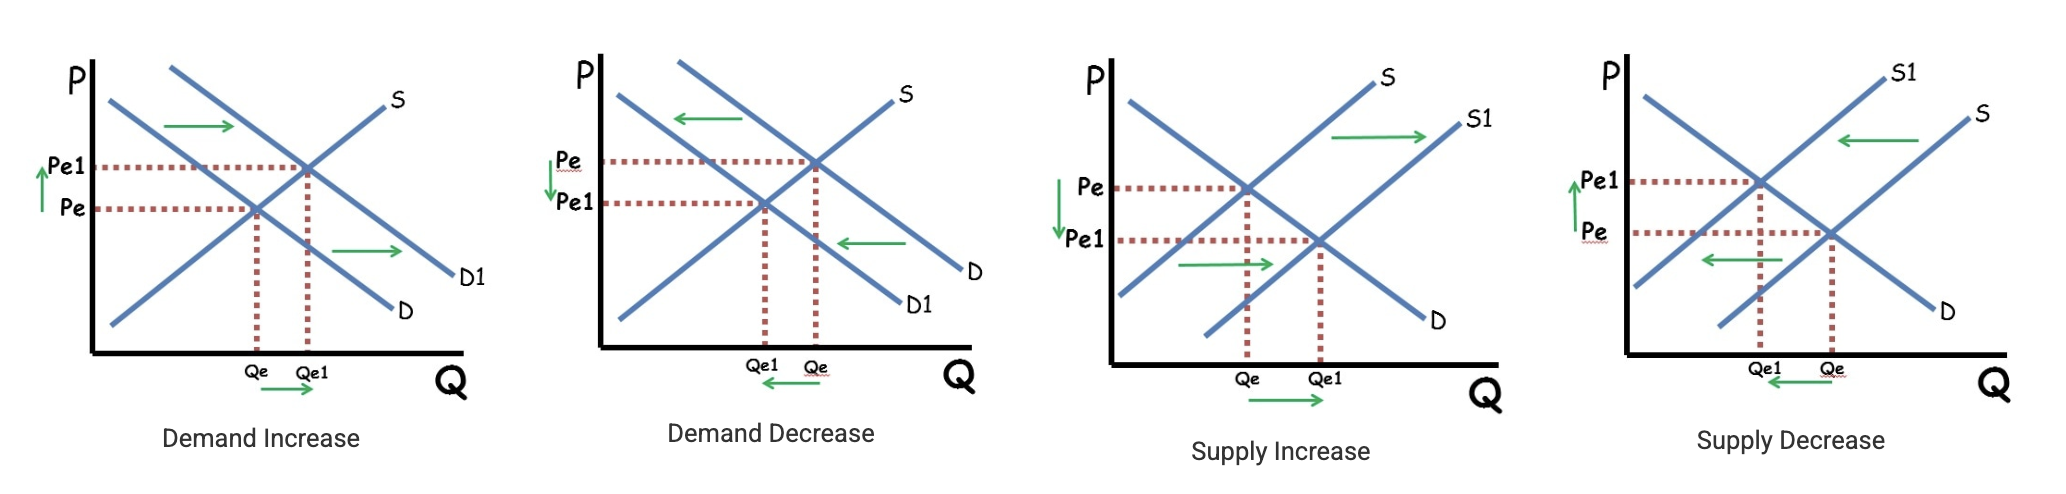 P
S
Pe1
Pe
D1
D
Qe
Qe1
Q
Demand Increase
P
S
Pe
Pe1
D
D1
Qe1
Qe
Q
Demand Decrease
P
S
S1
Pe
Pe1
D
Qe
Qe1
Q
Supply Increase
P
S1
S
Pe1
Pe
D
Qe1
Qe
Q
Supply Decrease